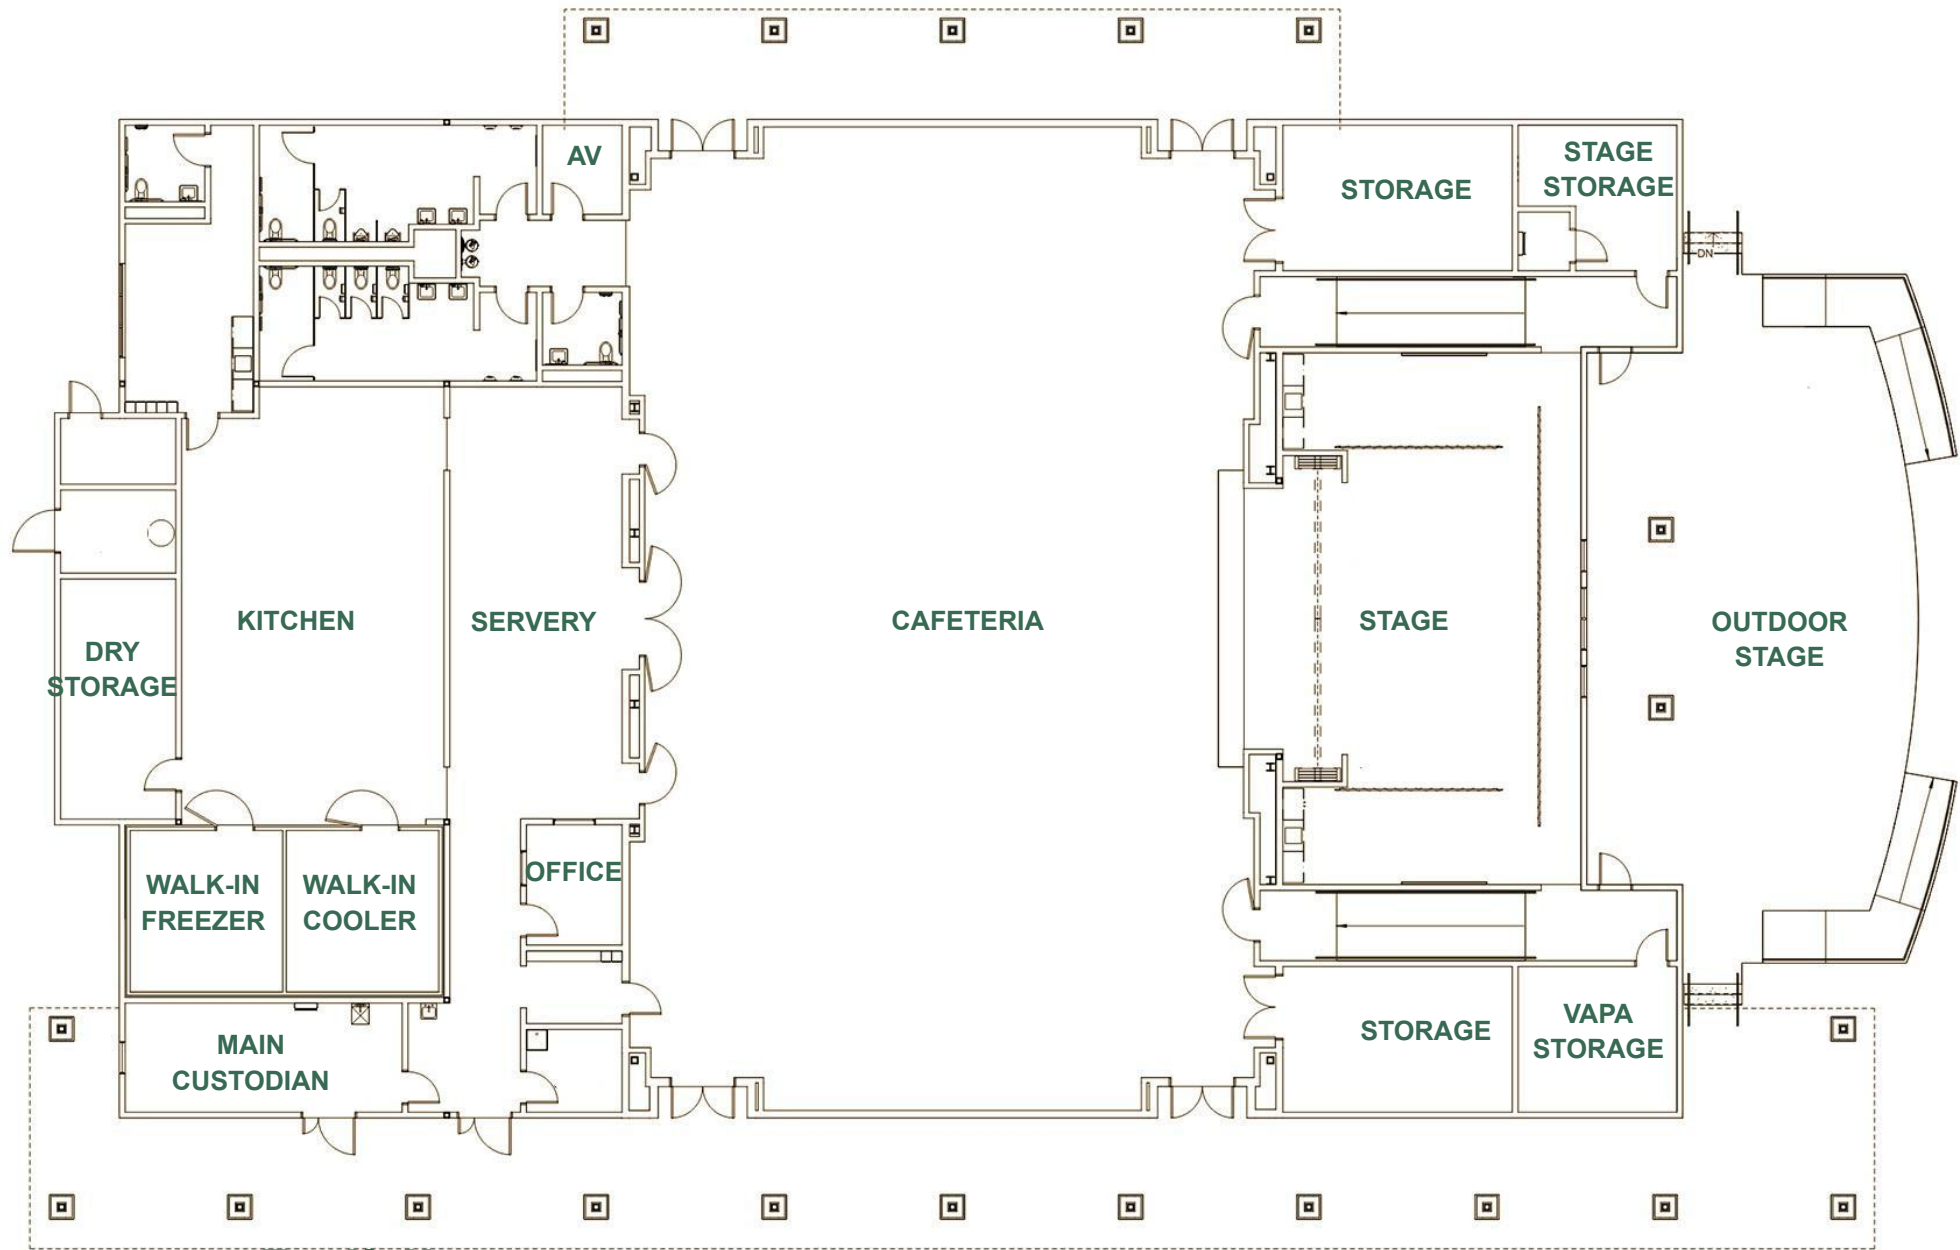 AV
STORAGE
STAGE
STORAGE
DN
KITCHEN
SERVERY
CAFETERIA
STAGE
OUTDOOR
STAGE
DRY
STORAGE
WALK-IN
FREEZER
WALK-IN
COOLER
OFFICE
MAIN
CUSTODIAN
STORAGE
VAPA
STORAGE